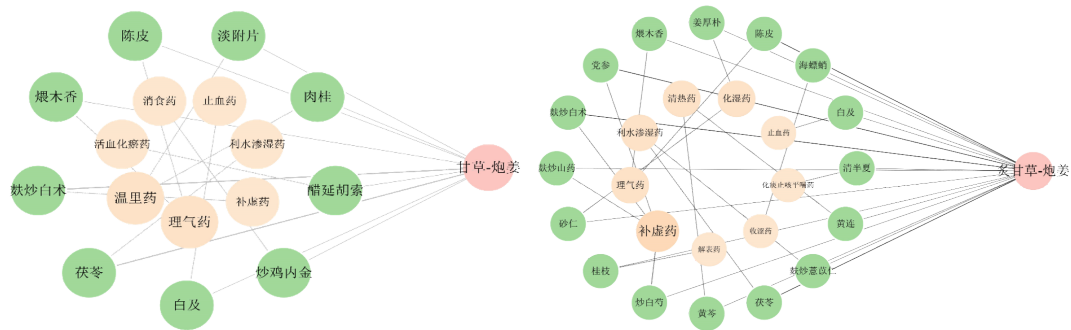 陈皮
淡附片
煨木香
消食药
止血药
肉桂
活血化瘀药
利水渗湿药
甘草-炮姜
麸炒白术
温里药
补虚药
醋延胡索
理气药
茯苓
炒鸡内金
白及
姜厚朴
煨木香
陈皮
党参
海螵蛸
清热药
化湿药
麸炒白术
白及
利水渗湿药
止血药
麸炒山药
清半夏
炙甘草-炮姜
理气药
化痰止咳平喘药
砂仁
补虚药
收涩药
黄连
解表药
桂枝
麸炒薏苡仁
炒白芍
黄芩
茯苓